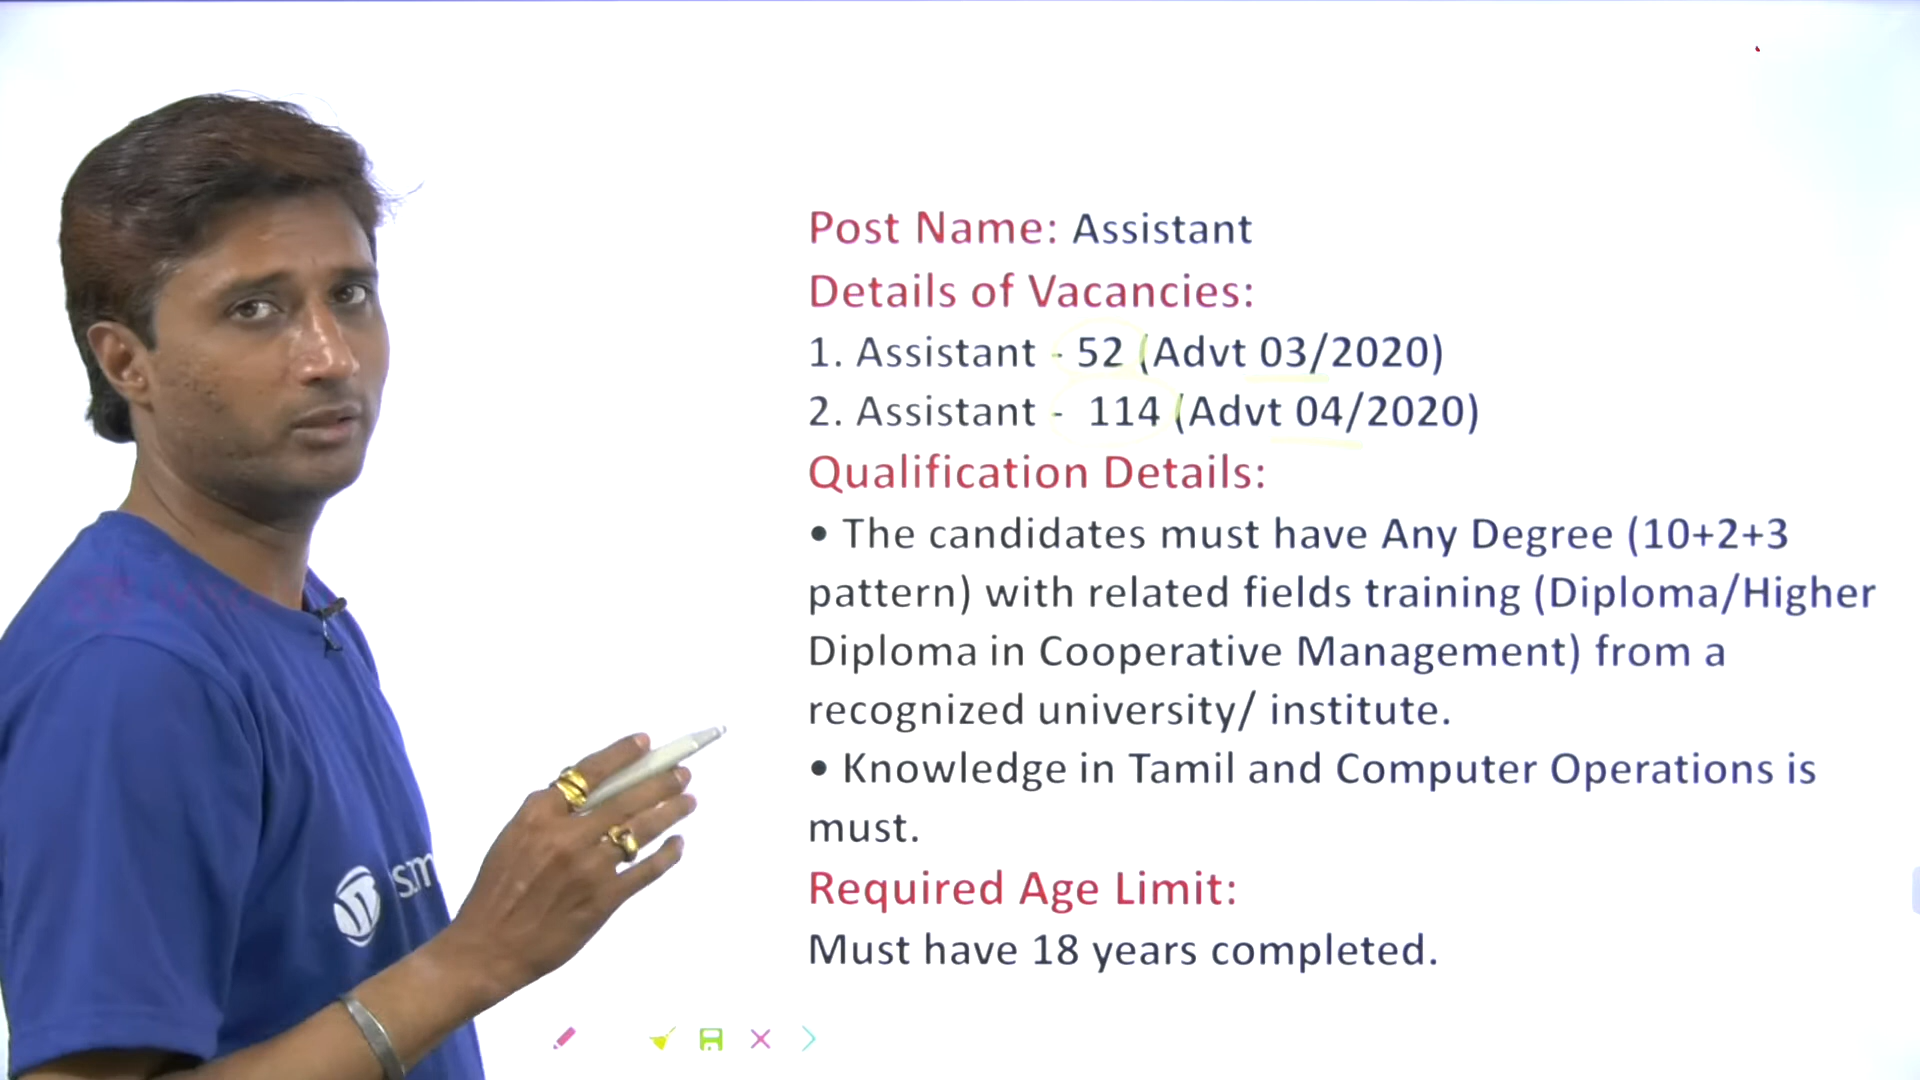 Post Name: Assistant
Details of Vacancies:
1. Assistant - 52 (Advt 03/2020)
2. Assistant - 114 (Advt 04/2020)
Qualification Details:
• The candidates must have Any Degree (10+2+3
pattern) with related fields training (Diploma/Higher
Diploma in Cooperative Management) from a
recognized university/ institute.
• Knowledge in Tamil and Computer Operations is
must.
Required Age Limit:
Must have 18 years completed.